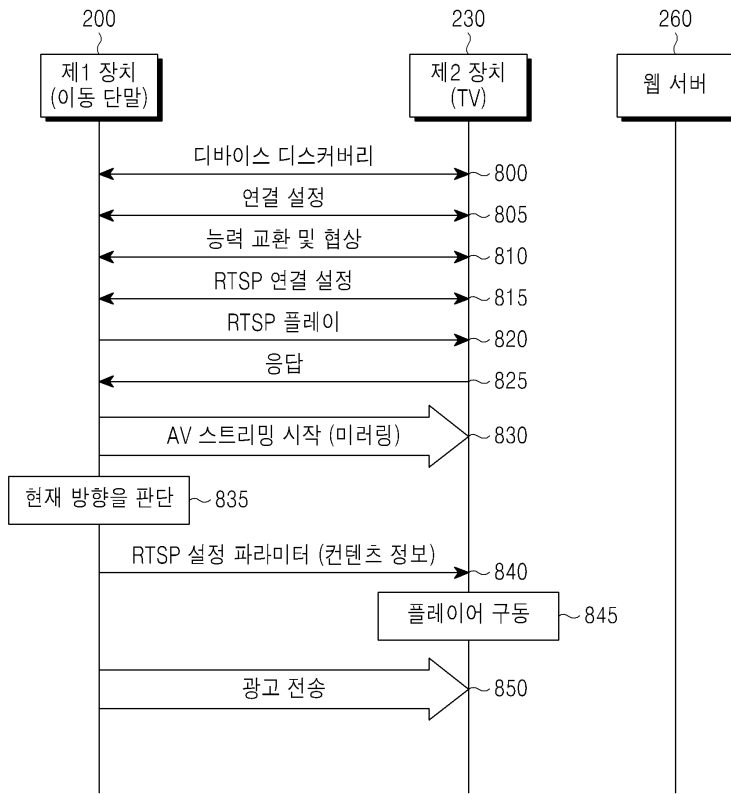 200
230
260
제1 장치
(이동 단말)
제2 장치
(TV)
웹 서버
디바이스 디스커버리
800
연결 설정
805
능력 교환 및 협상
810
RTSP 연결 설정
815
RTSP 플레이
820
응답
825
AV 스트리밍 시작 (미러링)
830
현재 방향을 판단
835
RTSP 설정 파라미터 (컨텐츠 정보)
840
플레이어 구동
845
광고 전송
850